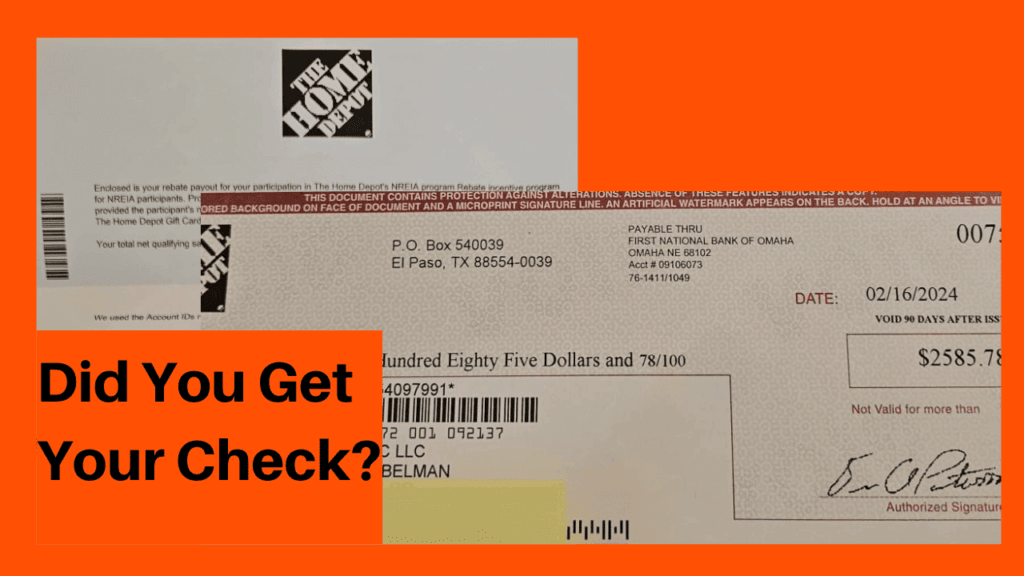 THE
HOME
DEPOT
Enclosed is your rebate payout for your participation in The Home Depot's NREIA program Rebate incentive program
for NREIA participants. Pr
provided the participant's
The Home Depot Gift Card
Your total net qualifying sa
We used the Account IDs
THIS DOCUMENT CONTAINS PROTECTION AGAINST ALTERATIONS. ABSENCE OF THESE FEATURES INDICATES A COPY.
ORED BACKGROUND ON FACE OF DOCUMENT AND A MICROPRINT SIGNATURE LINE. AN ARTIFICIAL WATERMARK APPEARS ON THE BACK. HOLD AT AN ANGLE TO VI
P.O. Box 540039
El Paso, TX 88554-0039
PAYABLE THRU
FIRST NATIONAL BANK OF OMAHA
OMAHA NE 68102
Acct # 09106073
76-1411/1049
007
DATE: 02/16/2024
VOID 90 DAYS AFTER ISS
$2585.78
Hundred Eighty Five Dollars and 78/100
Not Valid for more than
4097991*
72 001 092137
C LLC
BELMAN
Authorized Signature
Did You Get
Your Check?